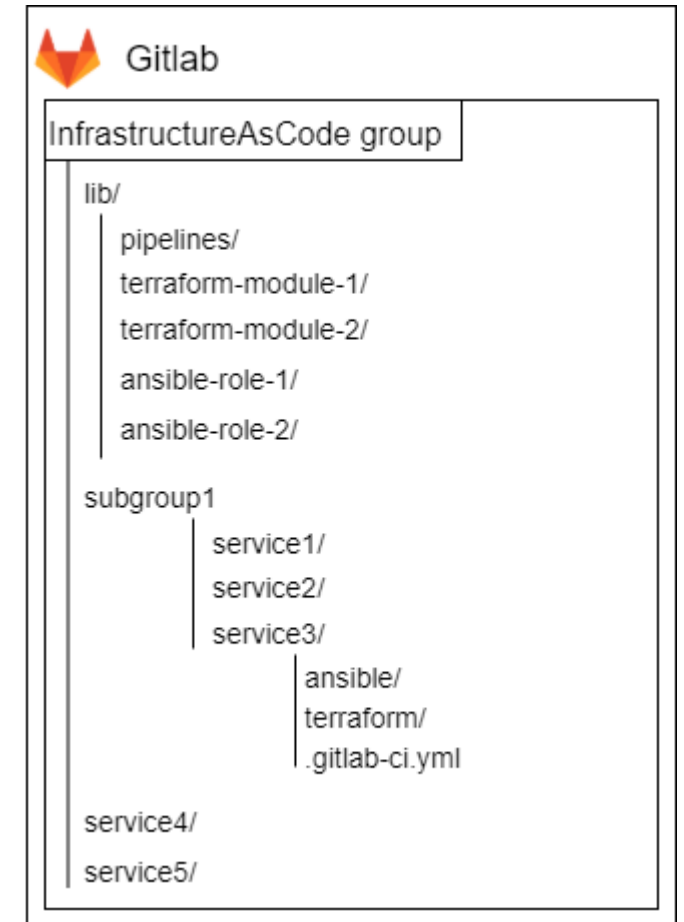 Gitlab
InfrastructureAsCode group
lib/
pipelines/
terraform-module-1/
terraform-module-2/
ansible-role-1/
ansible-role-2/
subgroup1
service1/
service2/
service3/
ansible/
terraform/
.gitlab-ci.yml
service4/
service5/